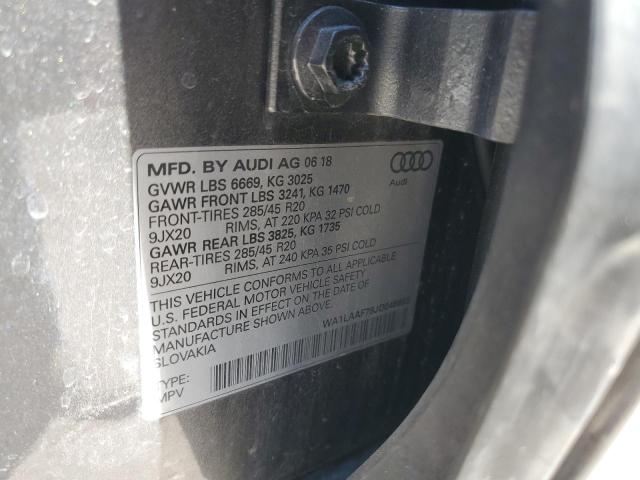 MFD. BY AUDI AG 06 18
GVWR LBS 6669, KG 3025
GAWR FRONT LBS 3241, KG 1470
FRONT-TIRES 285/45 R20
9JX20 RIMS, AT 220 KPA 32 PSI COLD
GAWR REAR LBS 3825, KG 1735
REAR-TIRES 285/45 R20
9JX20 RIMS, AT 240 KPA 35 PSI COLD
Audi
THIS VEHICLE CONFORMS TO ALL APPLICABLE
U.S. FEDERAL MOTOR VEHICLE SAFETY
STANDARDS IN EFFECT ON THE DATE OF
MANUFACTURE SHOWN ABOVE.
SLOVAKIA
TYPE:
MPV